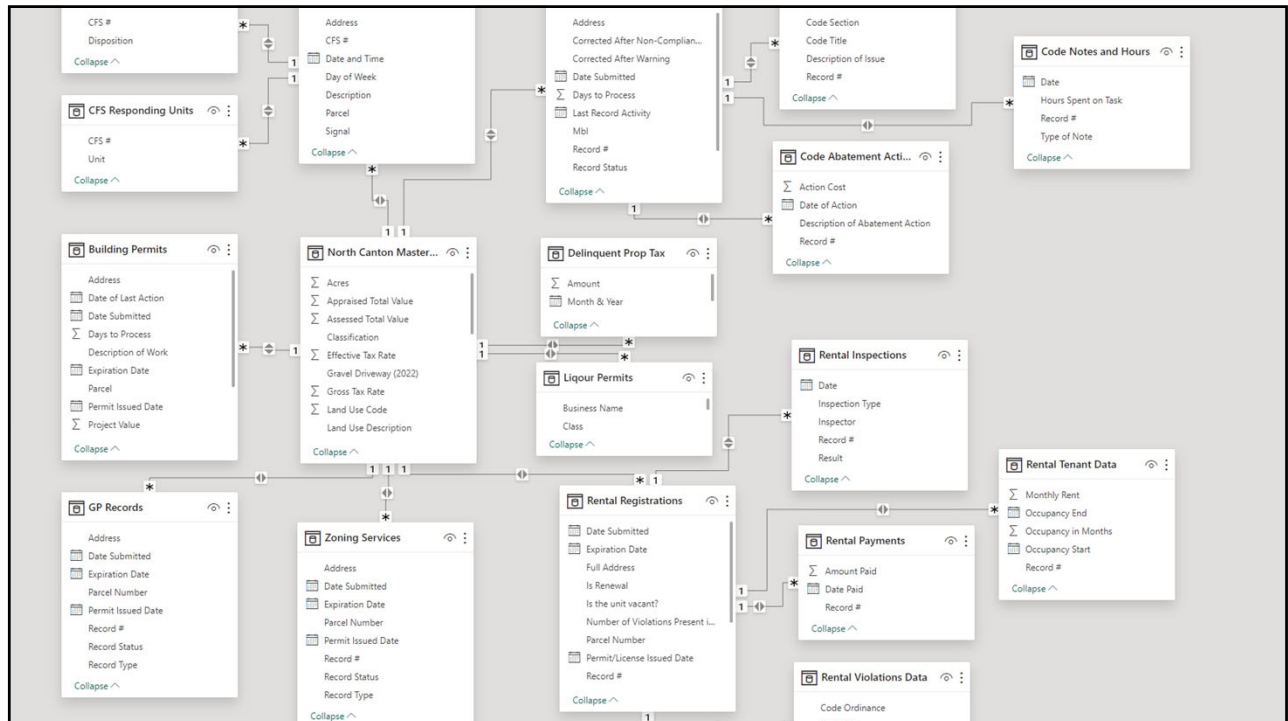 CFS #
Disposition
Collapse
CFS Responding Units
CFS #
Unit
Collapse
Address
CFS #
Date and Time
Day of Week
Description
Parcel
Signal
Collapse
Address
Corrected After Non-Complian...
Corrected After Warning
Date Submitted
Days to Process
Last Record Activity
Mbl
Record #
Record Status
Collapse
Code Section
Code Title
Description of Issue
Record #
Collapse
Code Notes and Hours
Date
Hours Spent on Task
Record #
Type of Note
Collapse
Code Abatement Acti...
Action Cost
Date of Action
Description of Abatement Action
Record #
Collapse
Building Permits
Address
Date of Last Action
Date Submitted
Days to Process
Description of Work
Expiration Date
Parcel
Permit Issued Date
Project Value
Collapse
North Canton Master...
Acres
Appraised Total Value
Assessed Total Value
Classification
Effective Tax Rate
Gravel Driveway (2022)
Gross Tax Rate
Land Use Code
Land Use Description
Collapse
Delinquent Prop Tax
Amount
Month & Year
Collapse
Liqour Permits
Business Name
Class
Collapse
Rental Inspections
Date
Inspection Type
Inspector
Record #
Result
Collapse
GP Records
Address
Date Submitted
Expiration Date
Parcel Number
Permit Issued Date
Record #
Record Status
Record Type
Collapse
Zoning Services
Address
Date Submitted
Expiration Date
Parcel Number
Permit Issued Date
Record #
Record Status
Record Type
Collapse
Rental Registrations
Date Submitted
Expiration Date
Full Address
Is Renewal
Is the unit vacant?
Number of Violations Present i...
Parcel Number
Permit/License Issued Date
Record #
Collapse
Rental Tenant Data
Monthly Rent
Occupancy End
Occupancy in Months
Occupancy Start
Record #
Collapse
Rental Payments
Amount Paid
Date Paid
Record #
Collapse
Rental Violations Data
Code Ordinance